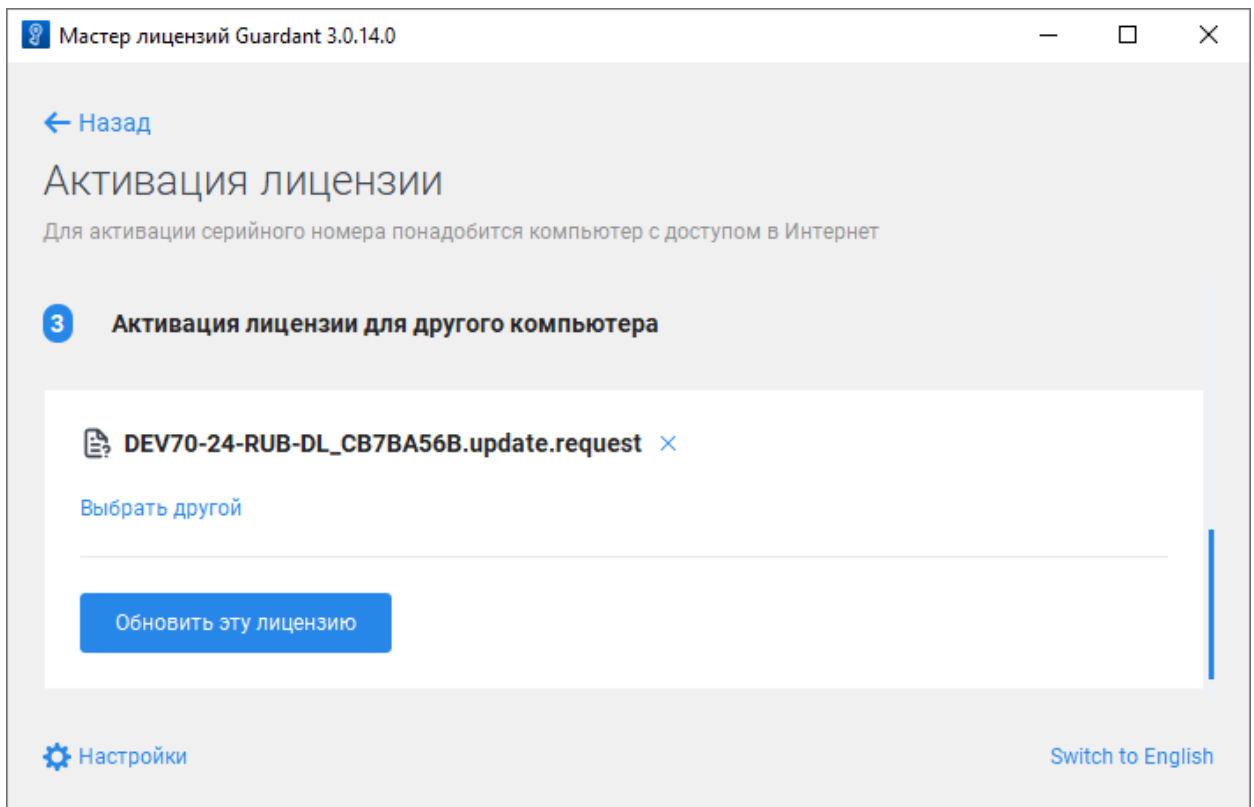 Мастер лицензий Guardant 3.0.14.0
Назад
Активация лицензии
Для активации серийного номера понадобится компьютер с доступом в Интернет
3 Активация лицензии для другого компьютера
DEV70-24-RUB-DL_CB7BA56B.update.request
Выбрать другой
Обновить эту лицензию
Настройки
Switch to English